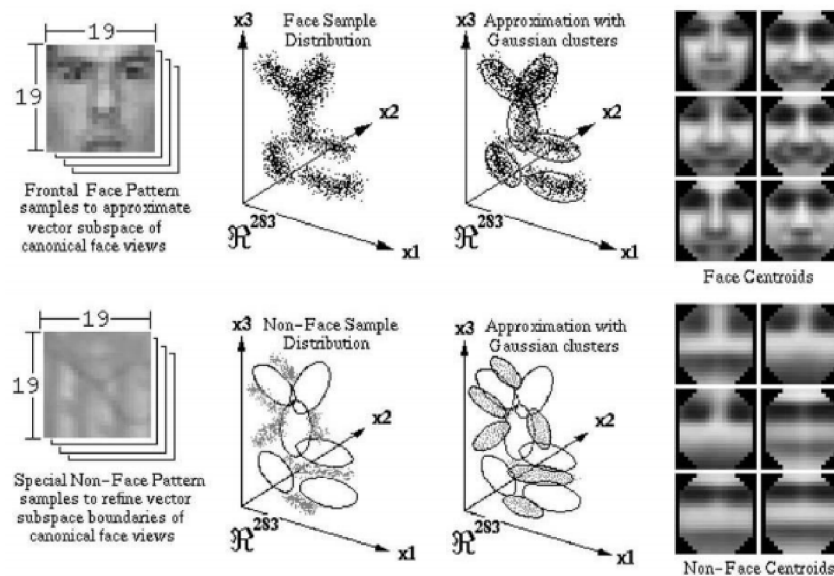 19
19
Frontal Face Pattern
samples to approximate
vector subspace of
canonical face views
x3
Face Sample
Distribution
x2
ℜ283
x1
x3
Approximation with
Gaussian clusters
x2
ℜ283
x1
Face Centroids
19
19
Special Non-Face Pattern
samples to refine vector
subspace boundaries of
canonical face views
x3
Non-Face Sample
Distribution
x2
ℜ283
x1
x3
Approximation with
Gaussian clusters
x2
ℜ283
x1
Non-Face Centroids